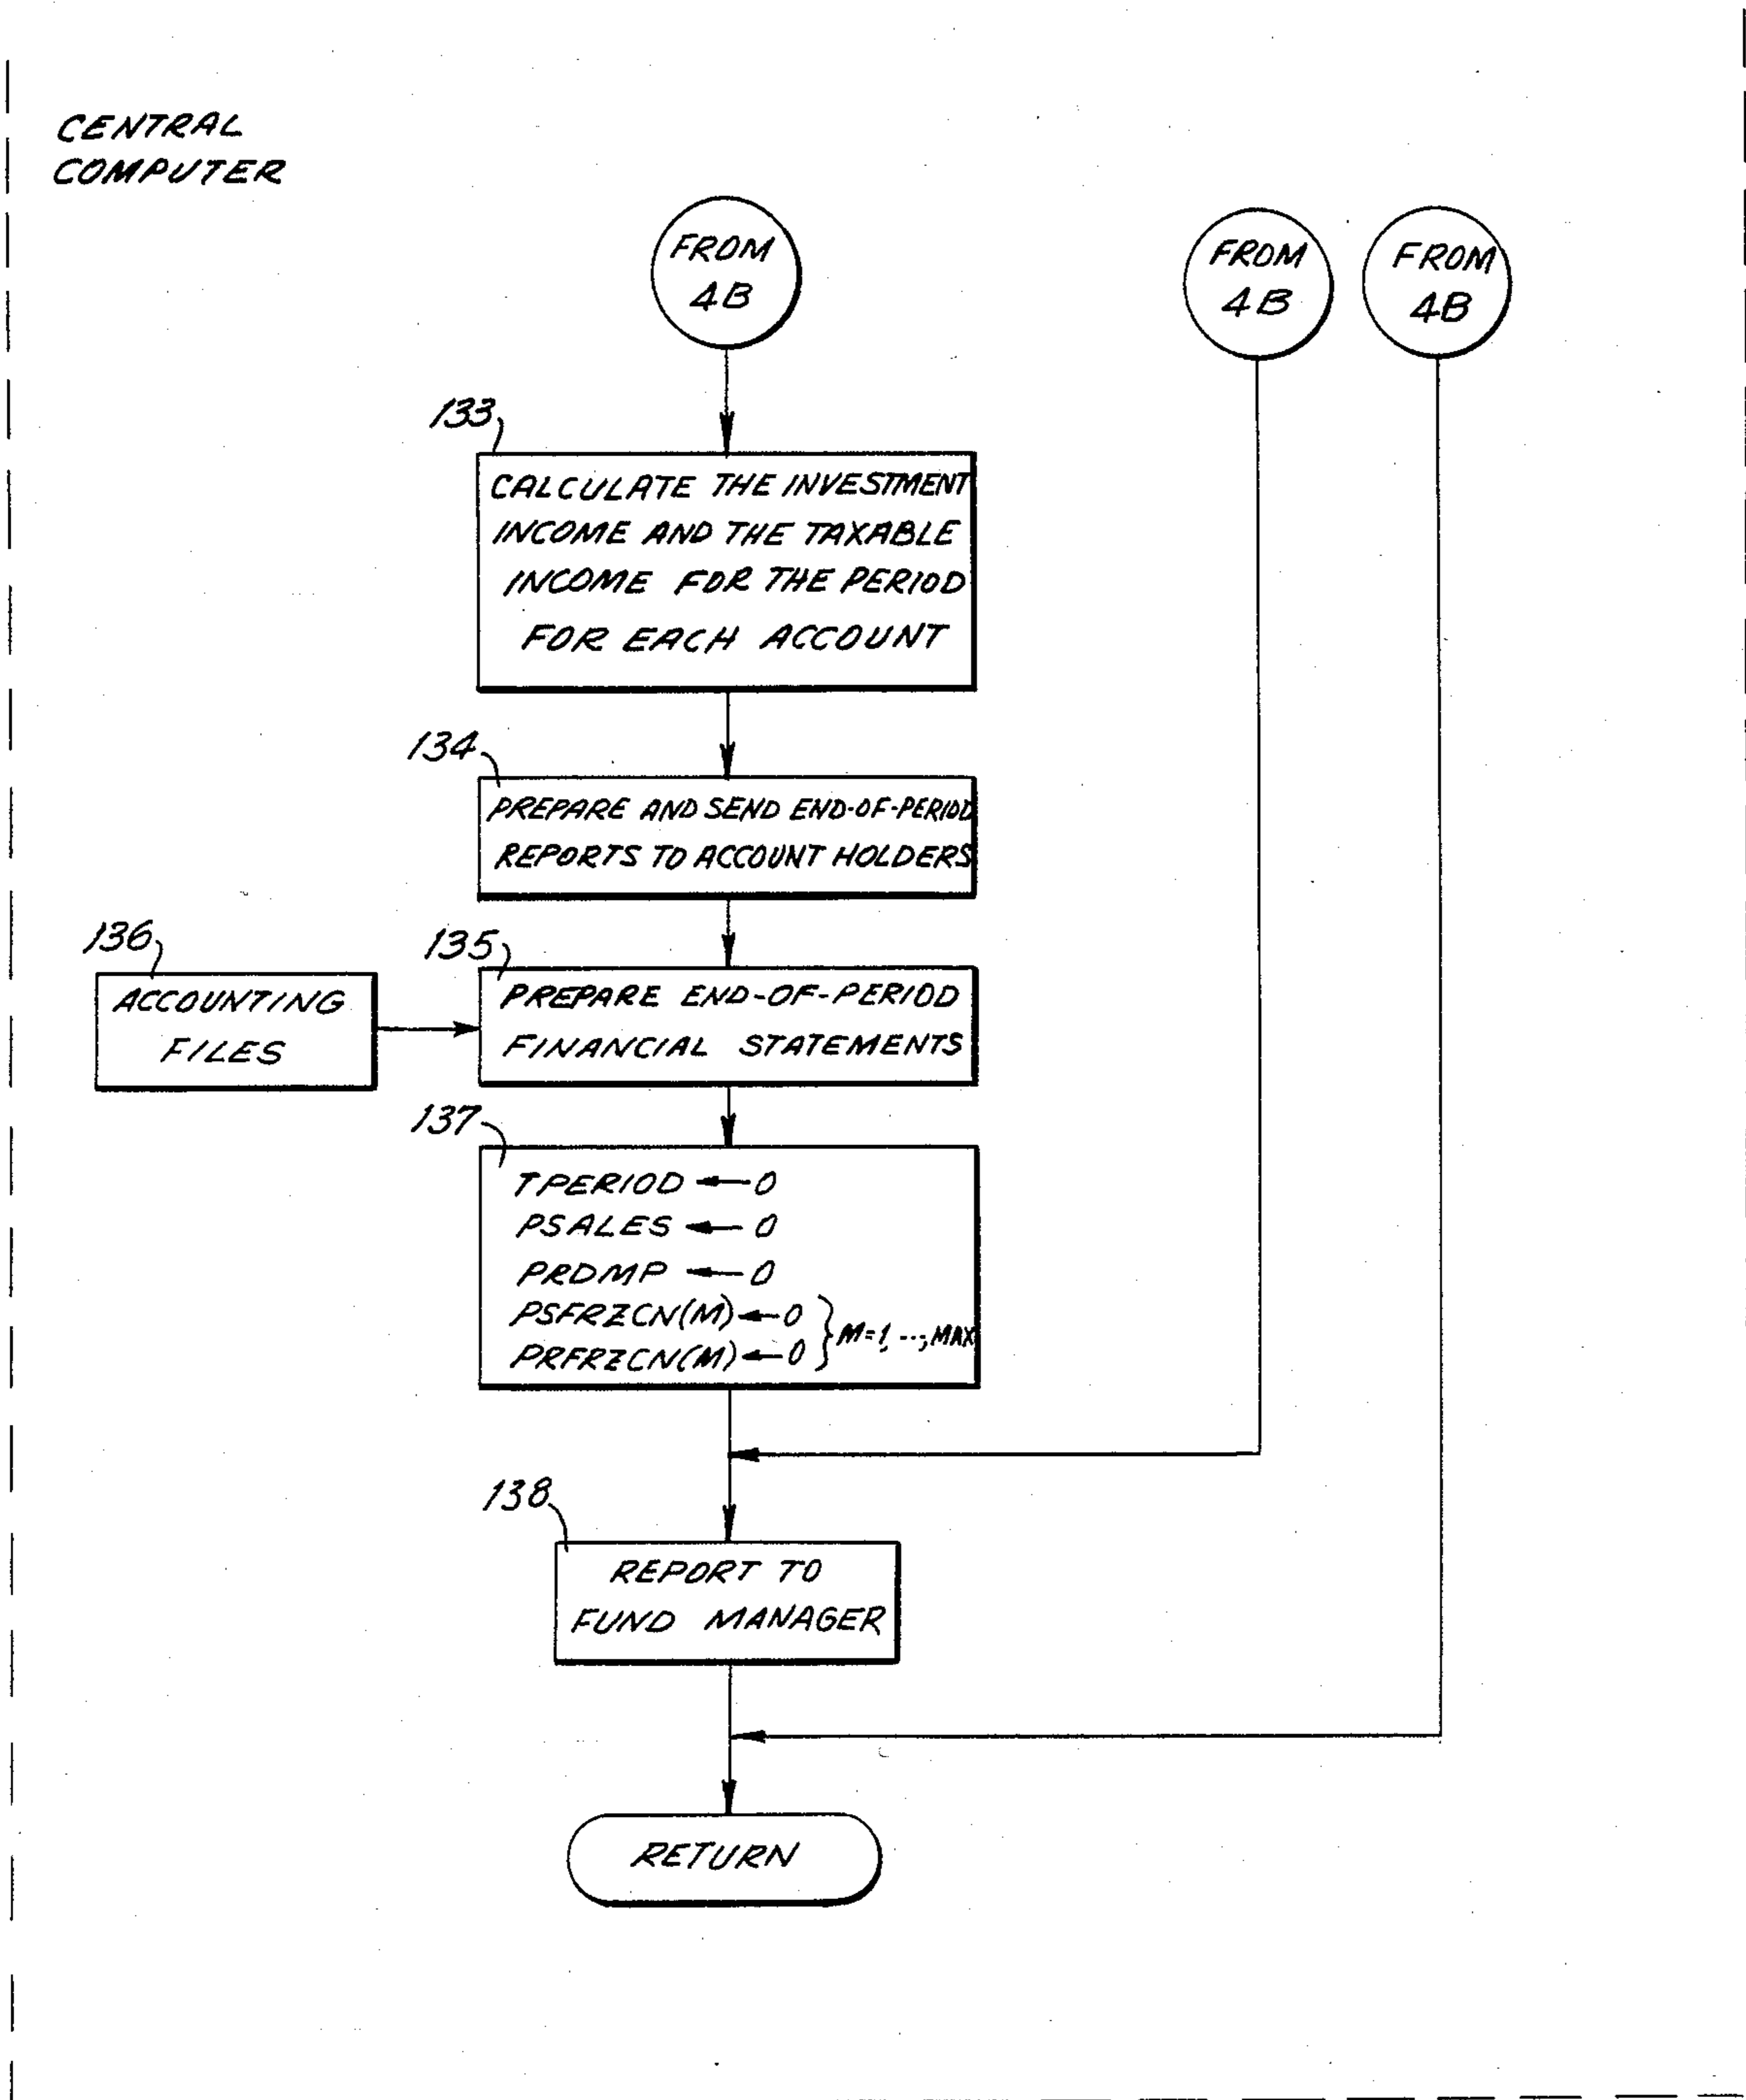 CENTRAL
COMPUTER
FROM
4B
FROM
4B
FROM
4B
133
CALCULATE THE INVESTMENT
INCOME AND THE TAXABLE
INCOME FOR THE PERIOD
FOR EACH ACCOUNT
134
PREPARE AND SEND END-OF-PERIOD
REPORTS TO ACCOUNT HOLDERS
136
ACCOUNTING
FILES
135
PREPARE END-OF-PERIOD
FINANCIAL STATEMENTS
137
TPERIOD ← 0
PSALES ← 0
PRDMP ← 0
PSFRZCN(M) ← 0
PRFRZCN(M) ← 0
} M=1, ..., MAX
138
REPORT TO
FUND MANAGER
RETURN